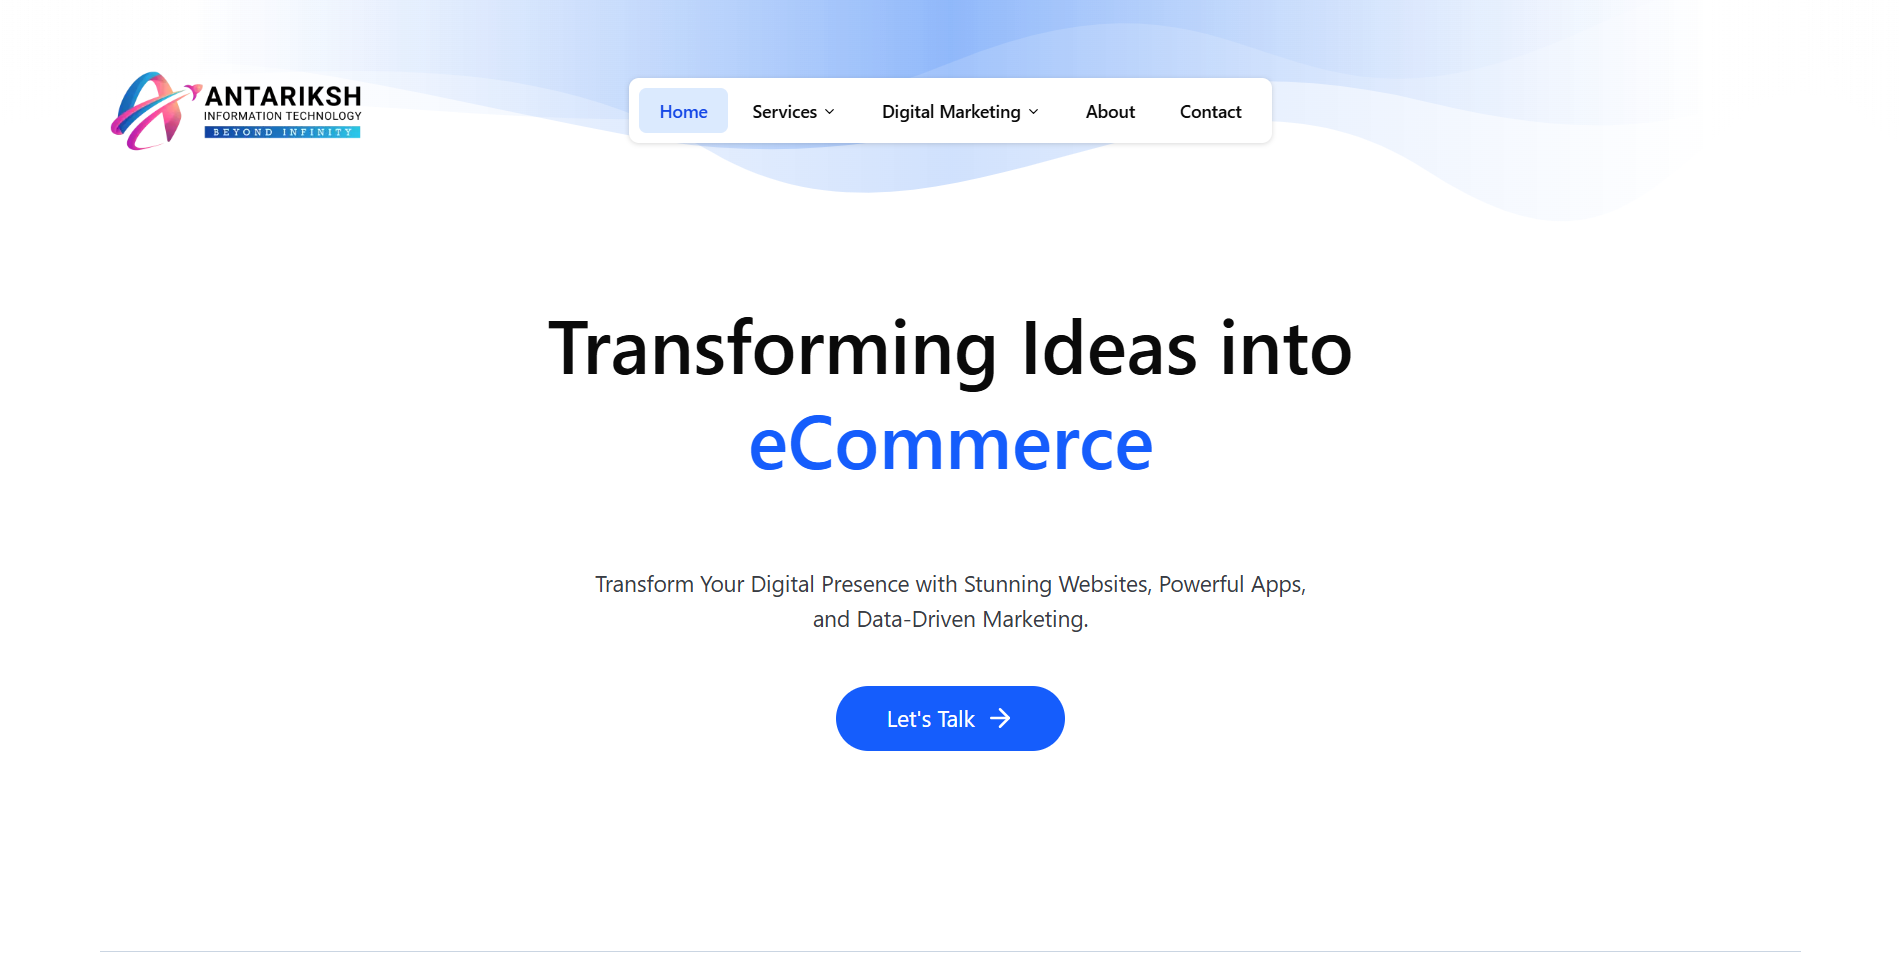 ANTARIKSH
INFORMATION TECHNOLOGY
BEYOND INFINITY
Home Services Digital Marketing About Contact
Transforming Ideas into
eCommerce
Transform Your Digital Presence with Stunning Websites, Powerful Apps,
and Data-Driven Marketing.
Let's Talk